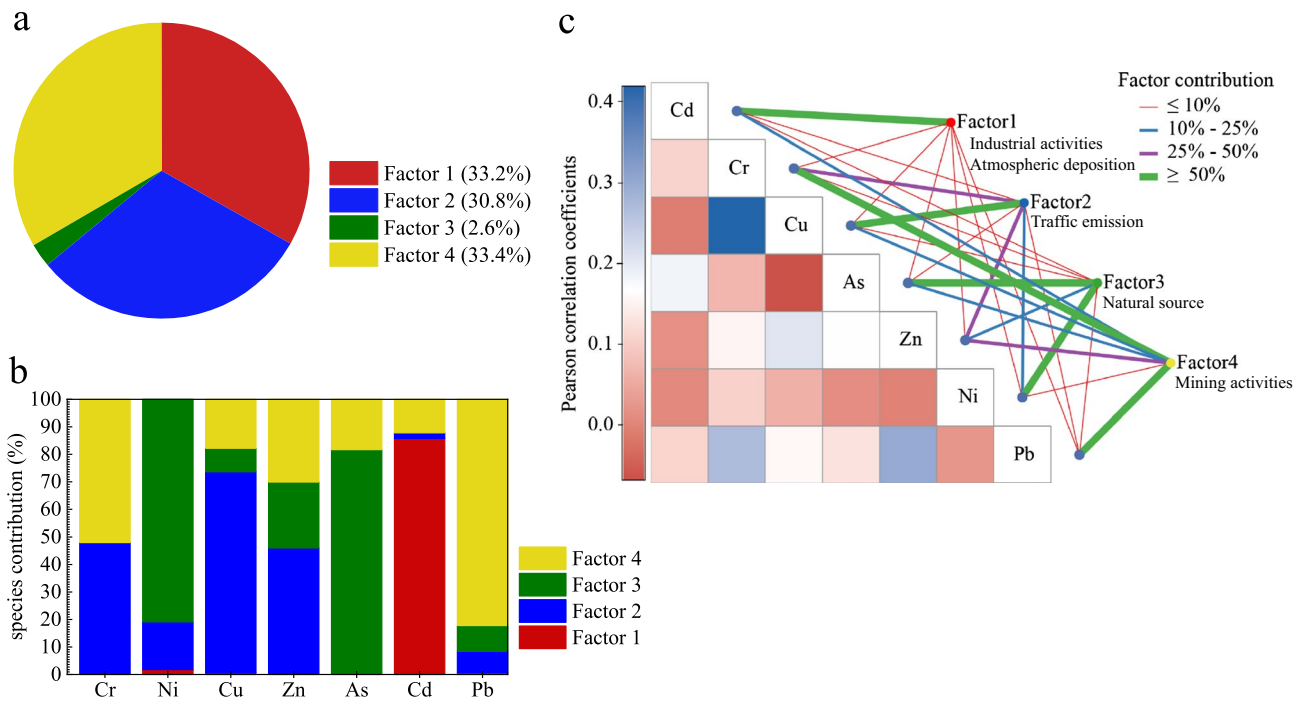 a
Factor 1 (33.2%)
Factor 2 (30.8%)
Factor 3 (2.6%)
Factor 4 (33.4%)
b
species contribution (%)
100
90
80
70
60
50
40
30
20
10
0
Cr Ni Cu Zn As Cd Pb
Factor 4
Factor 3
Factor 2
Factor 1
c
Pearson correlation coefficients
0.4
0.3
0.2
0.1
0.0
Cd
Cr
Cu
As
Zn
Ni
Pb
Factor1
Industrial activities
Atmospheric deposition
Factor2
Traffic emission
Factor3
Natural source
Factor4
Mining activities
Factor contribution
≤ 10%
10% - 25%
25% - 50%
≥ 50%